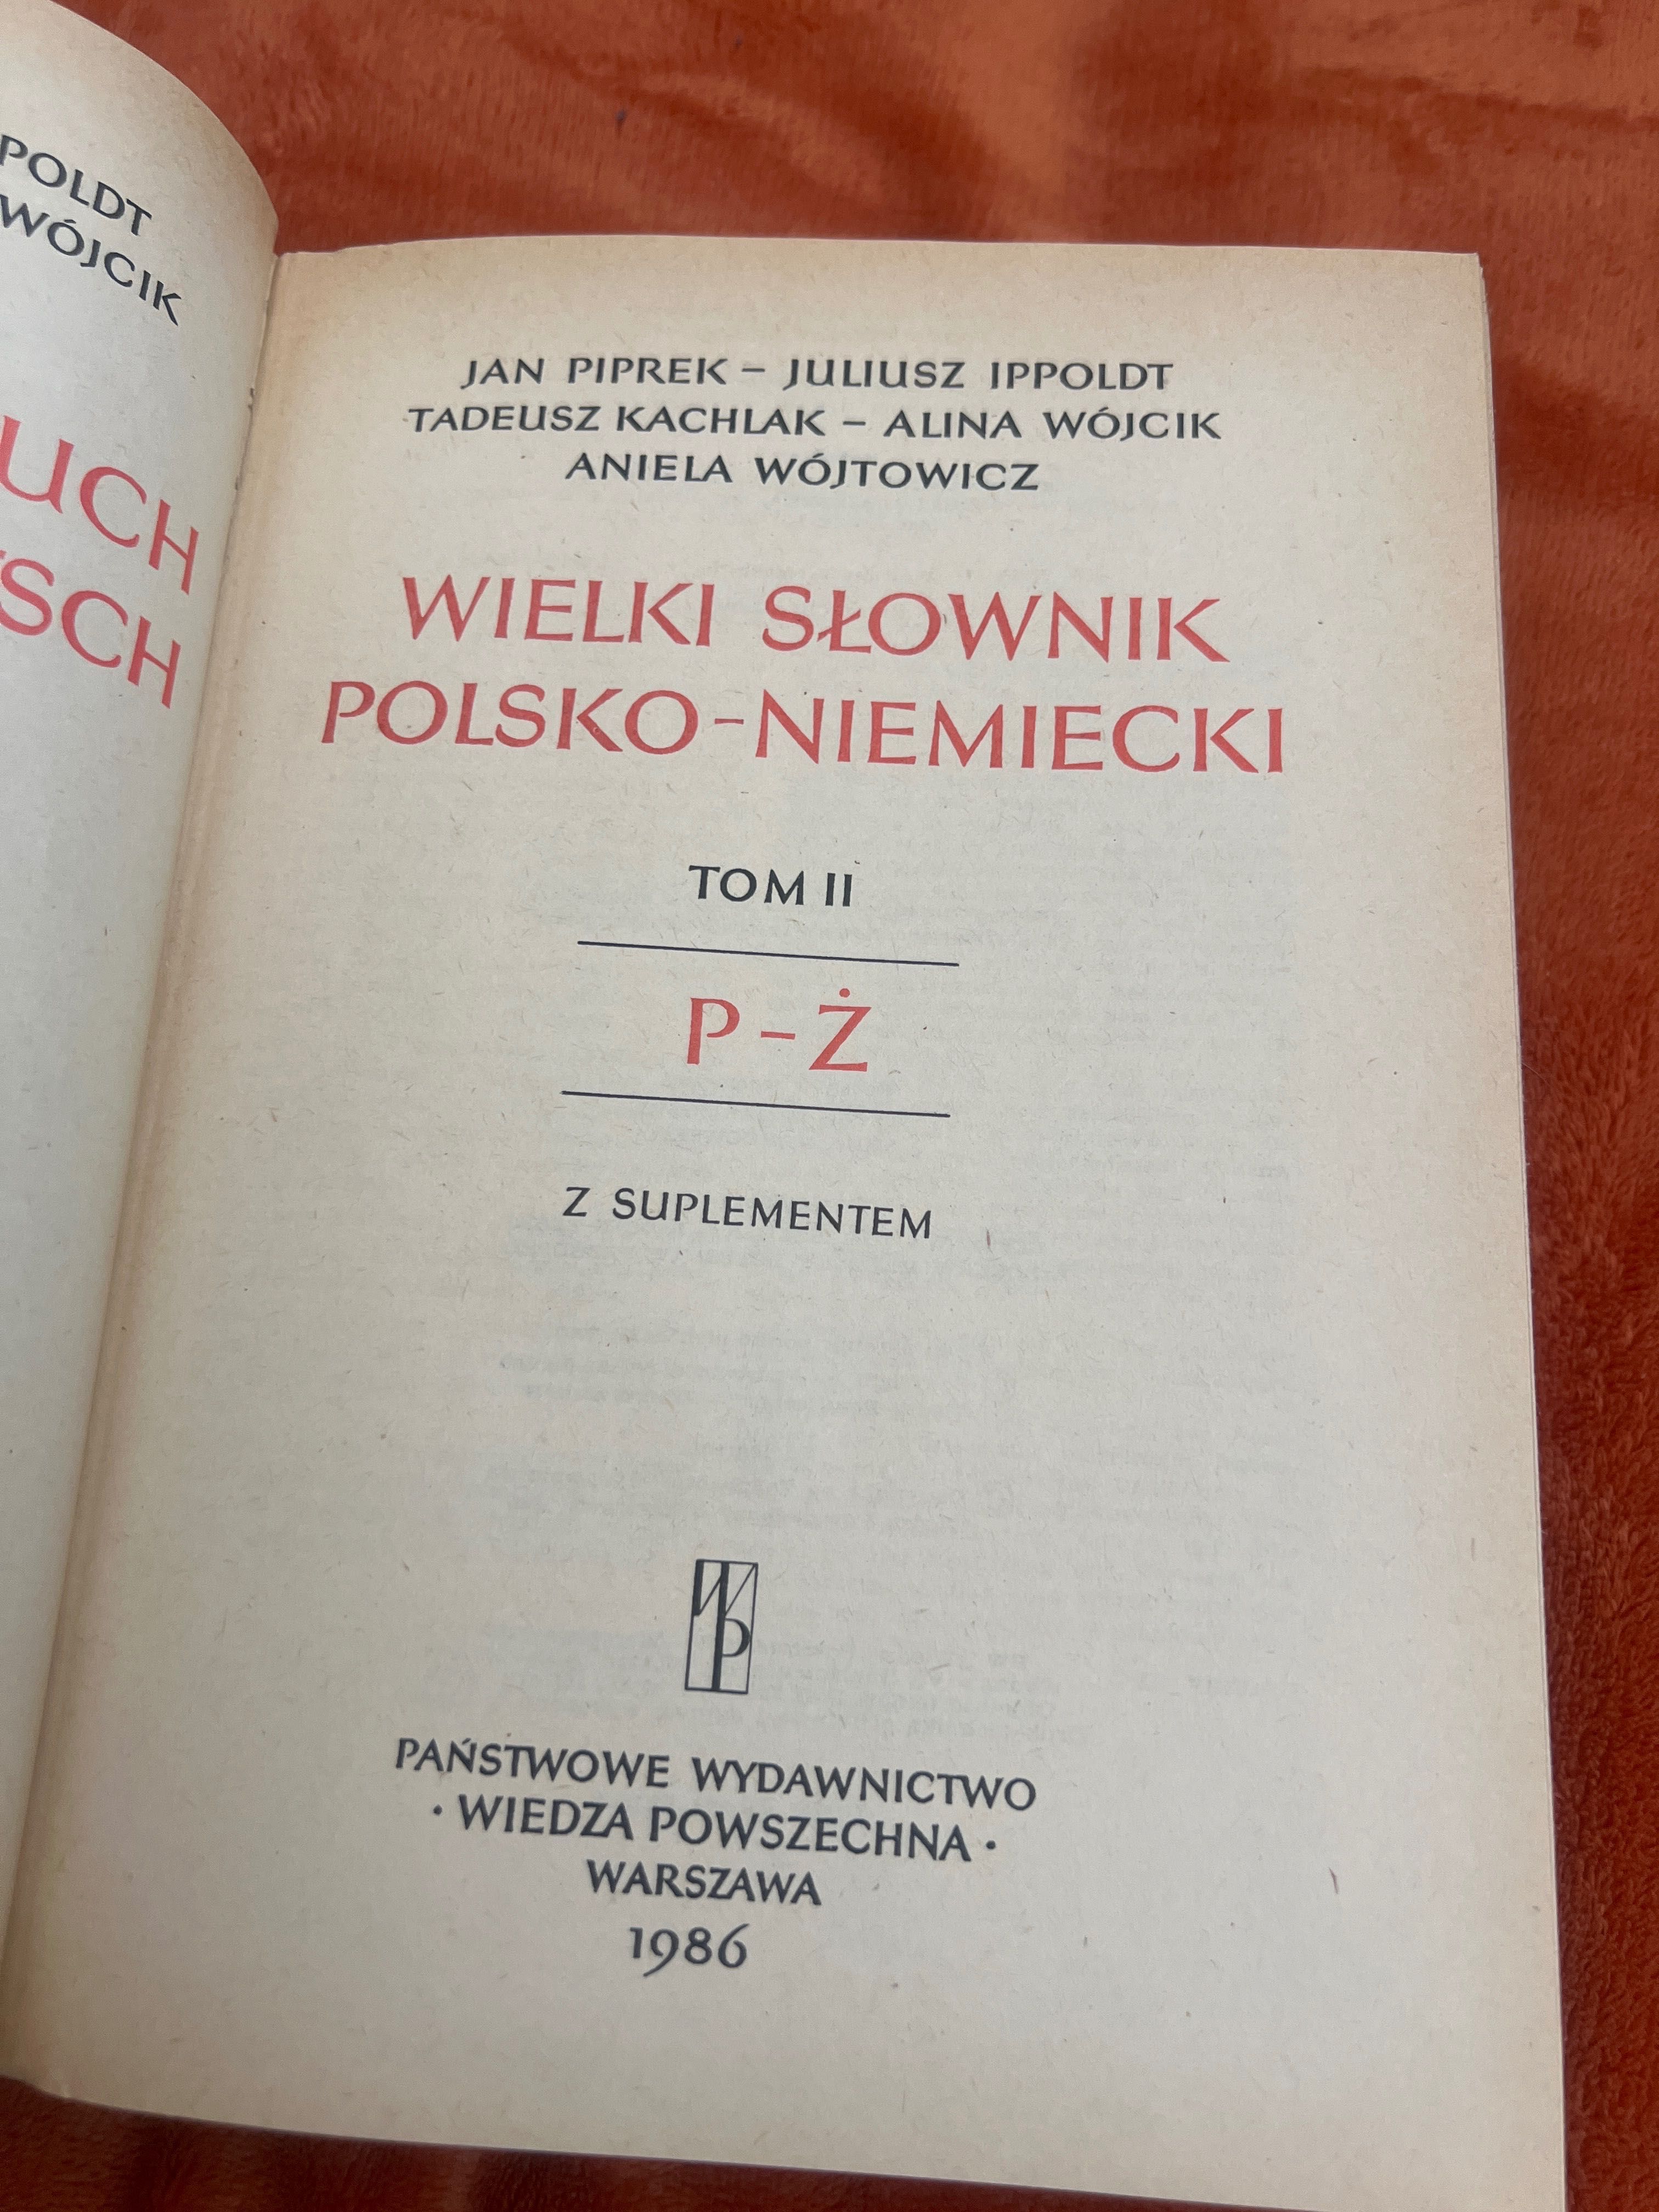 POLDT
WÓJCIK
UCH
SCH
JAN PIPREK – JULIUSZ IPPOLDT
TADEUSZ KACHLAK – ALINA WÓJCIK
ANIELA WÓJTOWICZ
WIELKI SŁOWNIK
POLSKO-NIEMIECKI
TOM II
P – Ż
Z SUPLEMENTEM
WP
PAŃSTWOWE WYDAWNICTWO
• WIEDZA POWSZECHNA •
WARSZAWA
1986